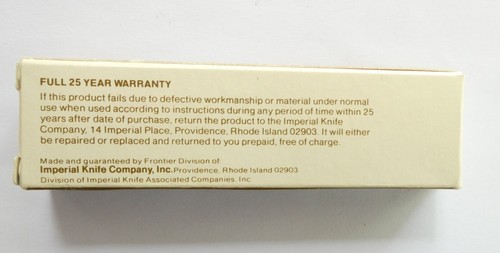 FULL 25 YEAR WARRANTY
If this product fails due to defective workmanship or material under normal
use when used according to instructions during any period of time within 25
years after date of purchase, return the product to the Imperial Knife
Company, 14 Imperial Place, Providence, Rhode Island 02903. It will either
be repaired or replaced and returned to you prepaid, free of charge.
Made and guaranteed by Frontier Division of
Imperial Knife Company, Inc. Providence, Rhode Island 02903
Division of Imperial Knife Associated Companies, Inc.